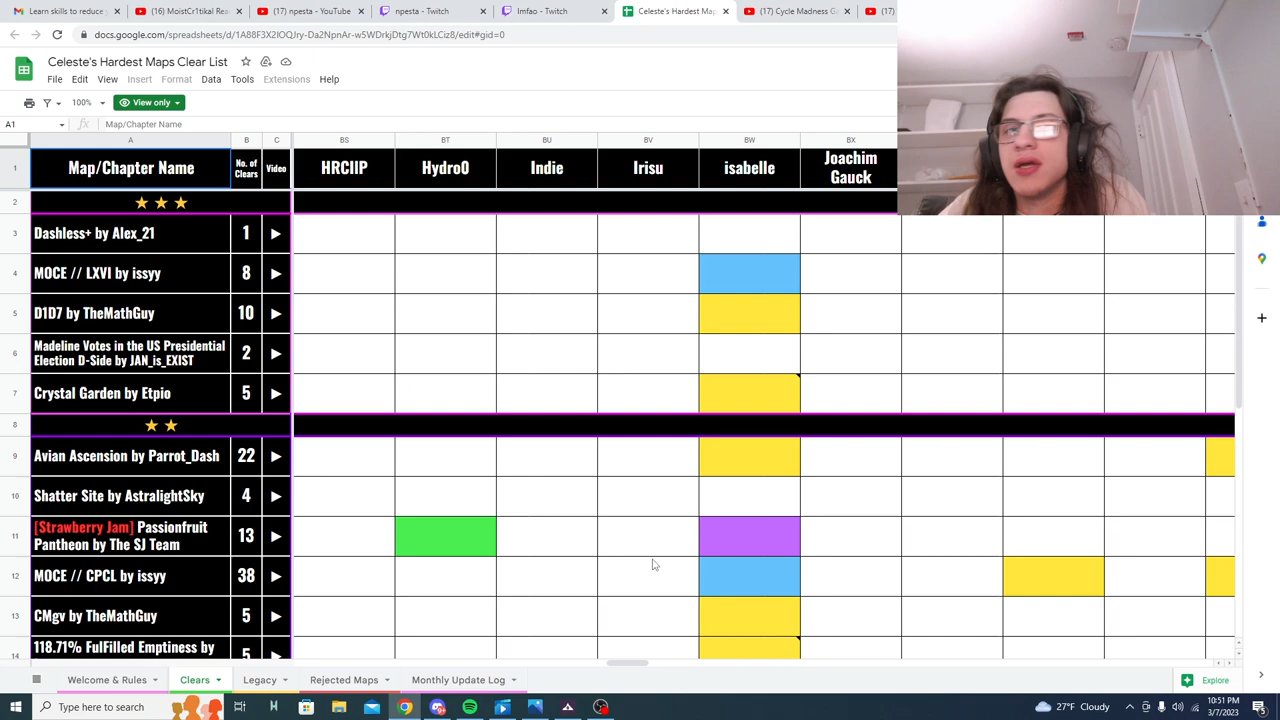 Learn skills to reduce y
(16) MoistCr1tikal Rea
(17) npesta - YouTube
npesta - Twitch
lmfao - Twitch
Celeste's Hardest Map
(17) Cycle Madness G
(17)
docs.google.com/spreadsheets/d/1A88F3X2IOQJry-Da2NpnAr-w5WDrkjDtg7Wt0kLCiz8/edit#gid=0
Celeste's Hardest Maps Clear List
File Edit View Insert Format Data Tools Extensions Help
100% View only
A1 Map/Chapter Name
A B C BS BT BU BV BW BX
1 Map/Chapter Name No. of Clears Video HRCIIP Hydro0 Indie Irisu isabelle Joachim Gauck
2
3 Dashless+ by Alex_21 1
4 MOCE // LXVI by issyy 8
5 D1D7 by TheMathGuy 10
6 Madeline Votes in the US Presidential
Election D-Side by JAN_is_EXIST 2
7 Crystal Garden by Etpio 5
8
9 Avian Ascension by Parrot_Dash 22
10 Shatter Site by AstralightSky 4
11 [Strawberry Jam] Passionfruit
Pantheon by The SJ Team 13
12 MOCE // CPCL by issyy 38
13 CMgv by TheMathGuy 5
14 118.71% FulFilled Emptiness by 5
Welcome & Rules Clears Legacy Rejected Maps Monthly Update Log Explore
Type here to search
27°F Cloudy
10:51 PM
3/7/2023